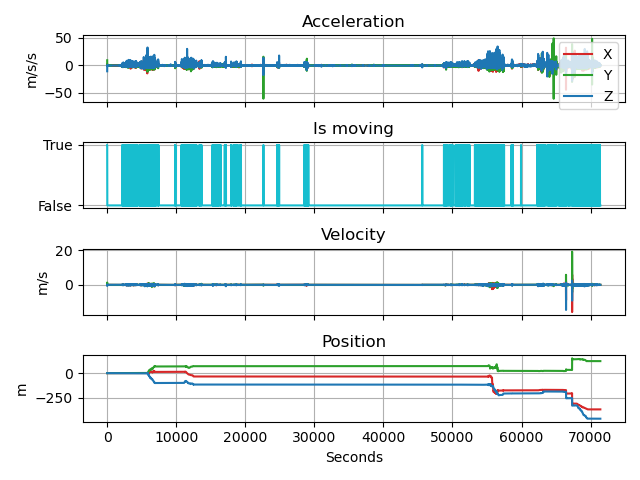 Acceleration
50
0
−50
m/s/s
X
Y
Z
Is moving
True
False
Velocity
20
0
m/s
Position
0
−250
m
0 10000 20000 30000 40000 50000 60000 70000
Seconds